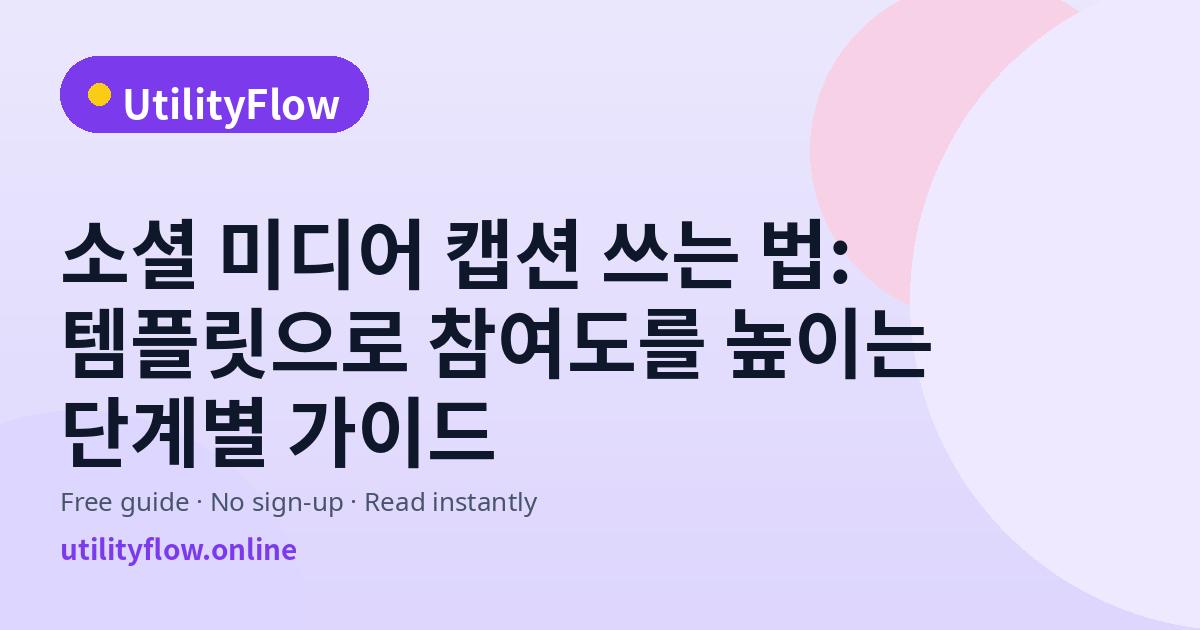 UtilityFlow
소셜 미디어 캡션 쓰는 법:
템플릿으로 참여도를 높이는
단계별 가이드
Free guide · No sign-up · Read instantly
utilityflow.online